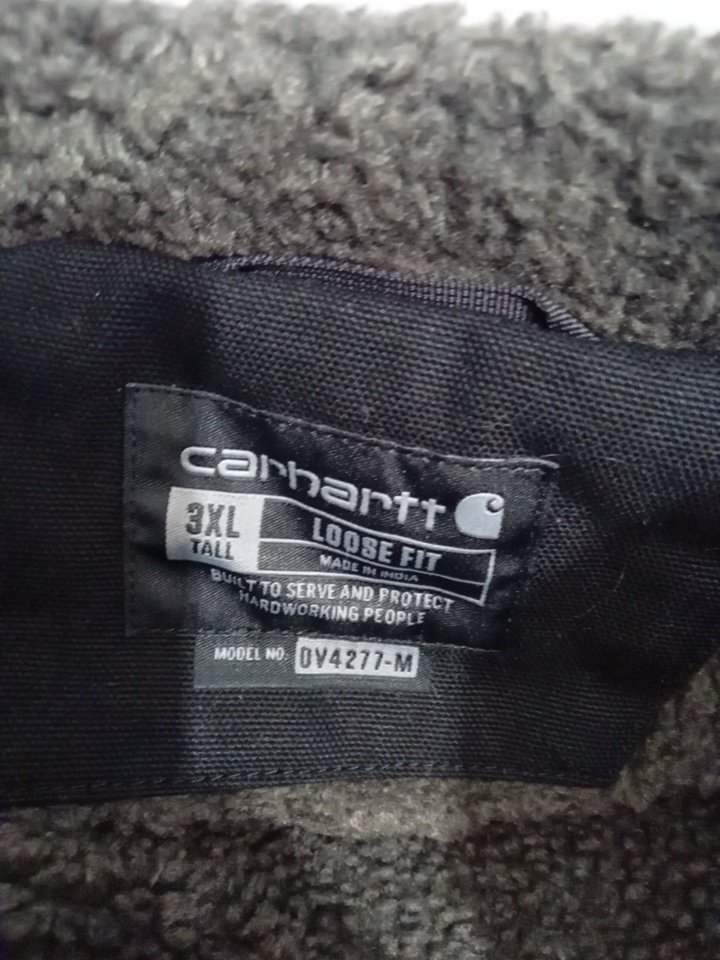 carhartt
3XL
TALL
LOOSE FIT
MADE IN INDIA
BUILT TO SERVE AND PROTECT
HARDWORKING PEOPLE
MODEL NO. OV4277-M